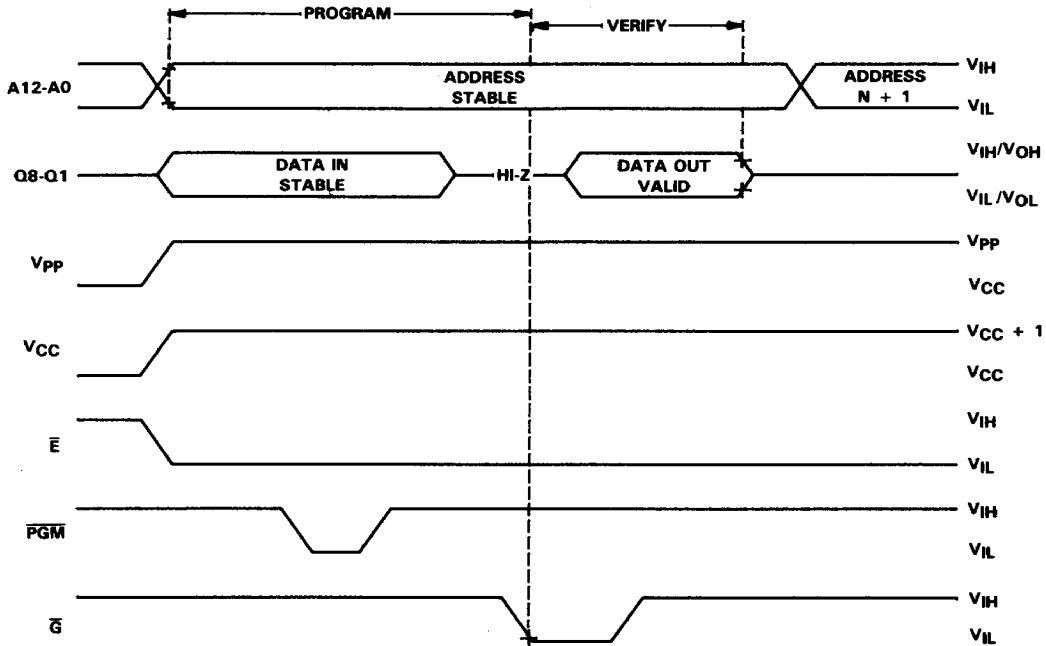 PROGRAM
VERIFY
A12-A0
ADDRESS
STABLE
ADDRESS
N + 1
VIH
VIL
Q8-Q1
DATA IN
STABLE
HI-Z
DATA OUT
VALID
VIH/VOH
VIL/VOL
VPP
VPP
VCC
VCC
VCC + 1
VCC
E̅
VIH
VIL
P̅G̅M̅
VIH
VIL
G̅
VIH
VIL